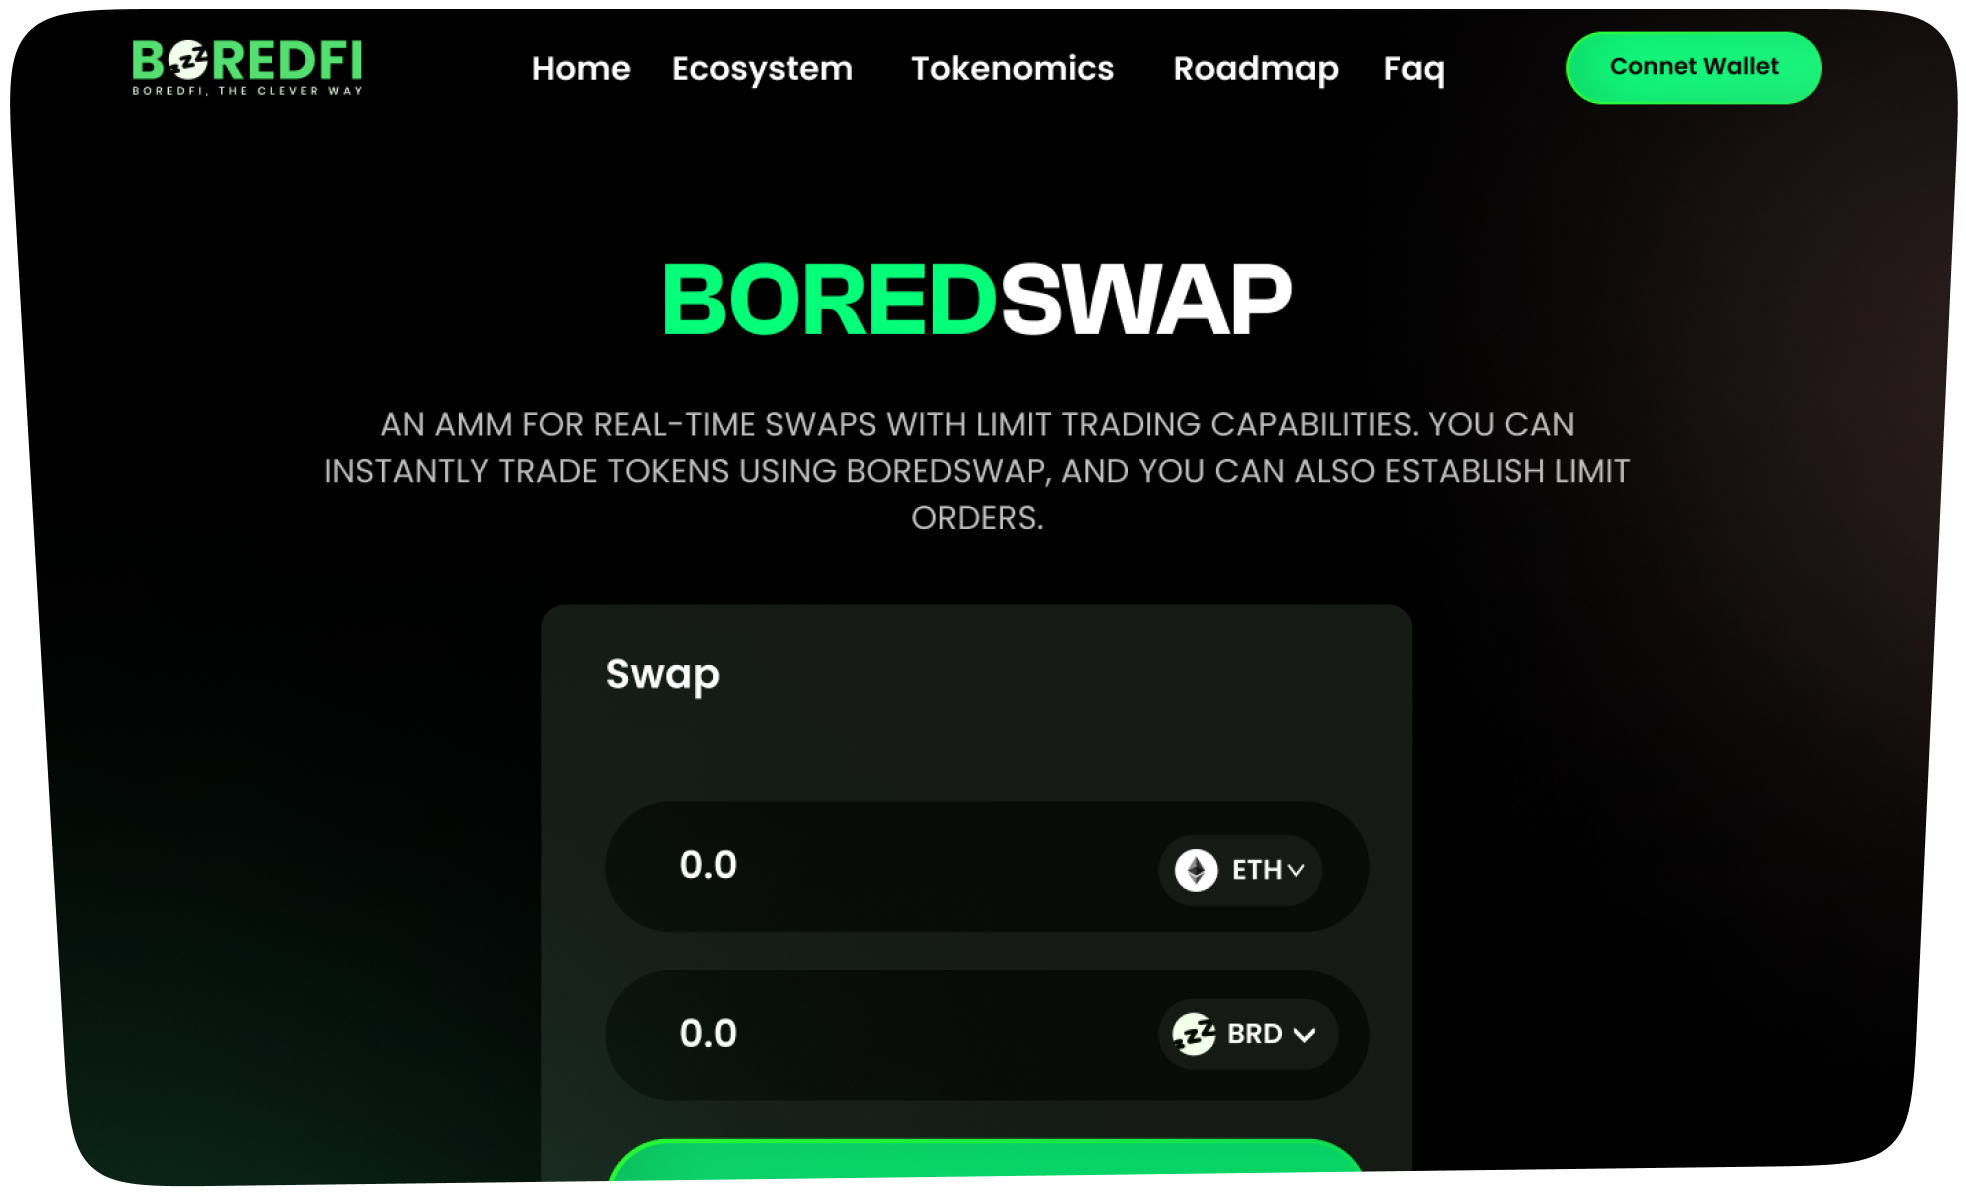 BOREDFI
BOREDFI, THE CLEVER WAY
Home Ecosystem Tokenomics Roadmap Faq
Connet Wallet
BOREDSWAP
AN AMM FOR REAL-TIME SWAPS WITH LIMIT TRADING CAPABILITIES. YOU CAN
INSTANTLY TRADE TOKENS USING BOREDSWAP, AND YOU CAN ALSO ESTABLISH LIMIT
ORDERS.
Swap
0.0 ETH
0.0 zzz BRD